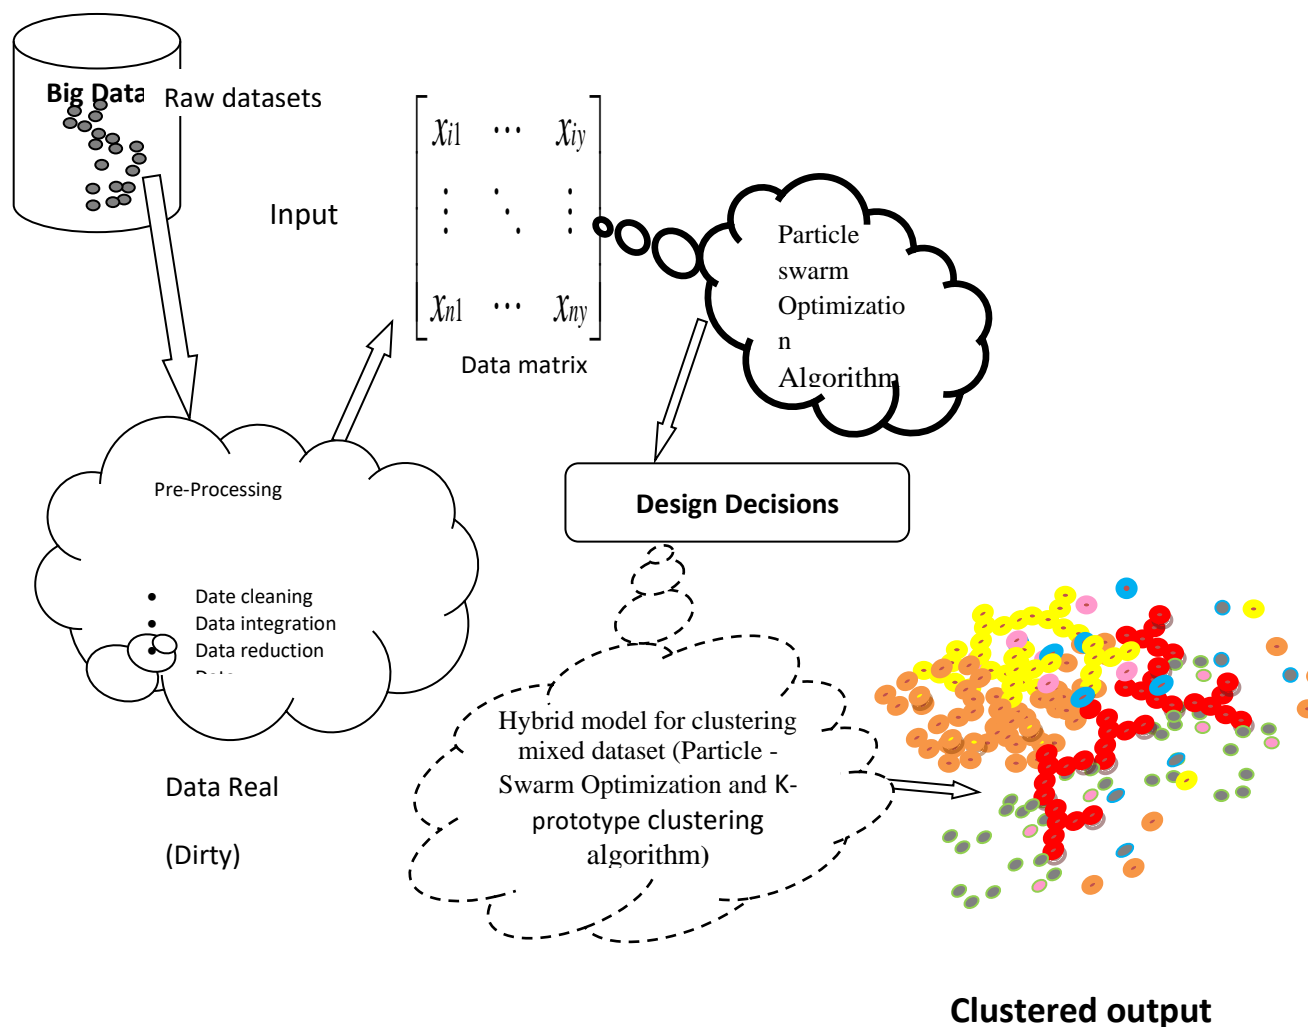 Big Data
Raw datasets
Input
xi1 ⋯ xiy
⋮ ⋱ ⋮
xn1 ⋯ xny
Data matrix
Particle
swarm
Optimizatio
n
Algorithm
Pre-Processing
• Date cleaning
• Data integration
• Data reduction
Data Real
(Dirty)
Design Decisions
Hybrid model for clustering
mixed dataset (Particle -
Swarm Optimization and K-
prototype clustering
algorithm)
Clustered output